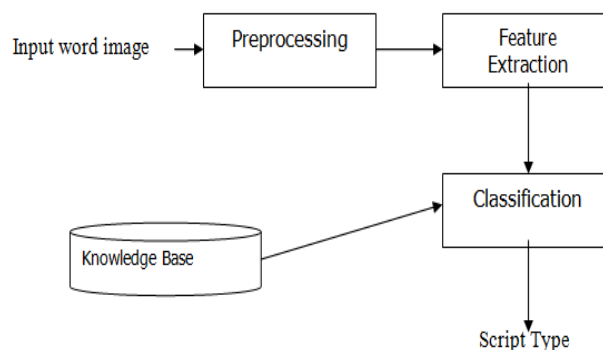 Input word image
Preprocessing
Feature
Extraction
Classification
Knowledge Base
Script Type